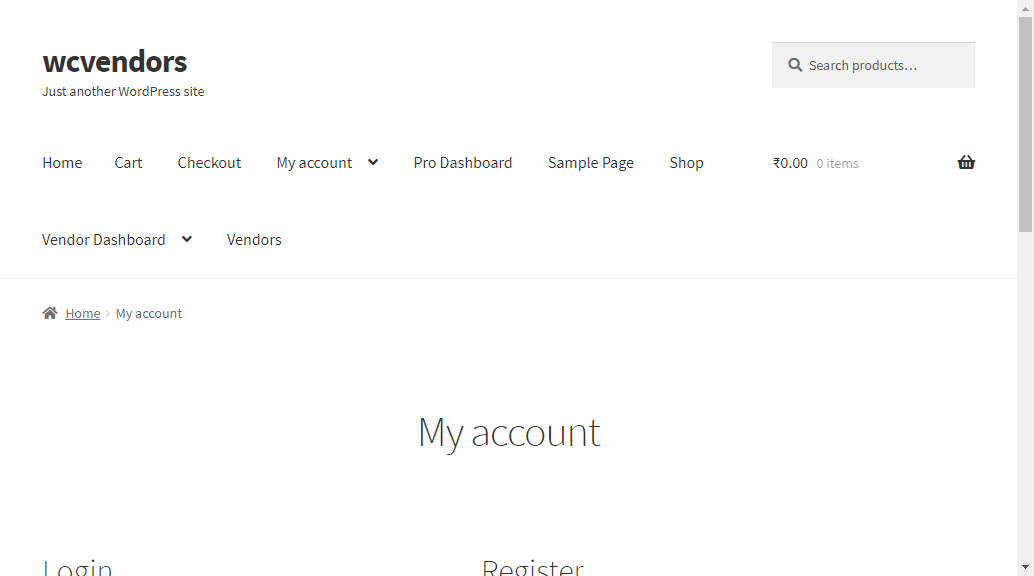 wcvendors
Just another WordPress site
Search products…
Home Cart Checkout My account Pro Dashboard Sample Page Shop ₹0.00 0 items
Vendor Dashboard Vendors
Home My account
My account
Login Register